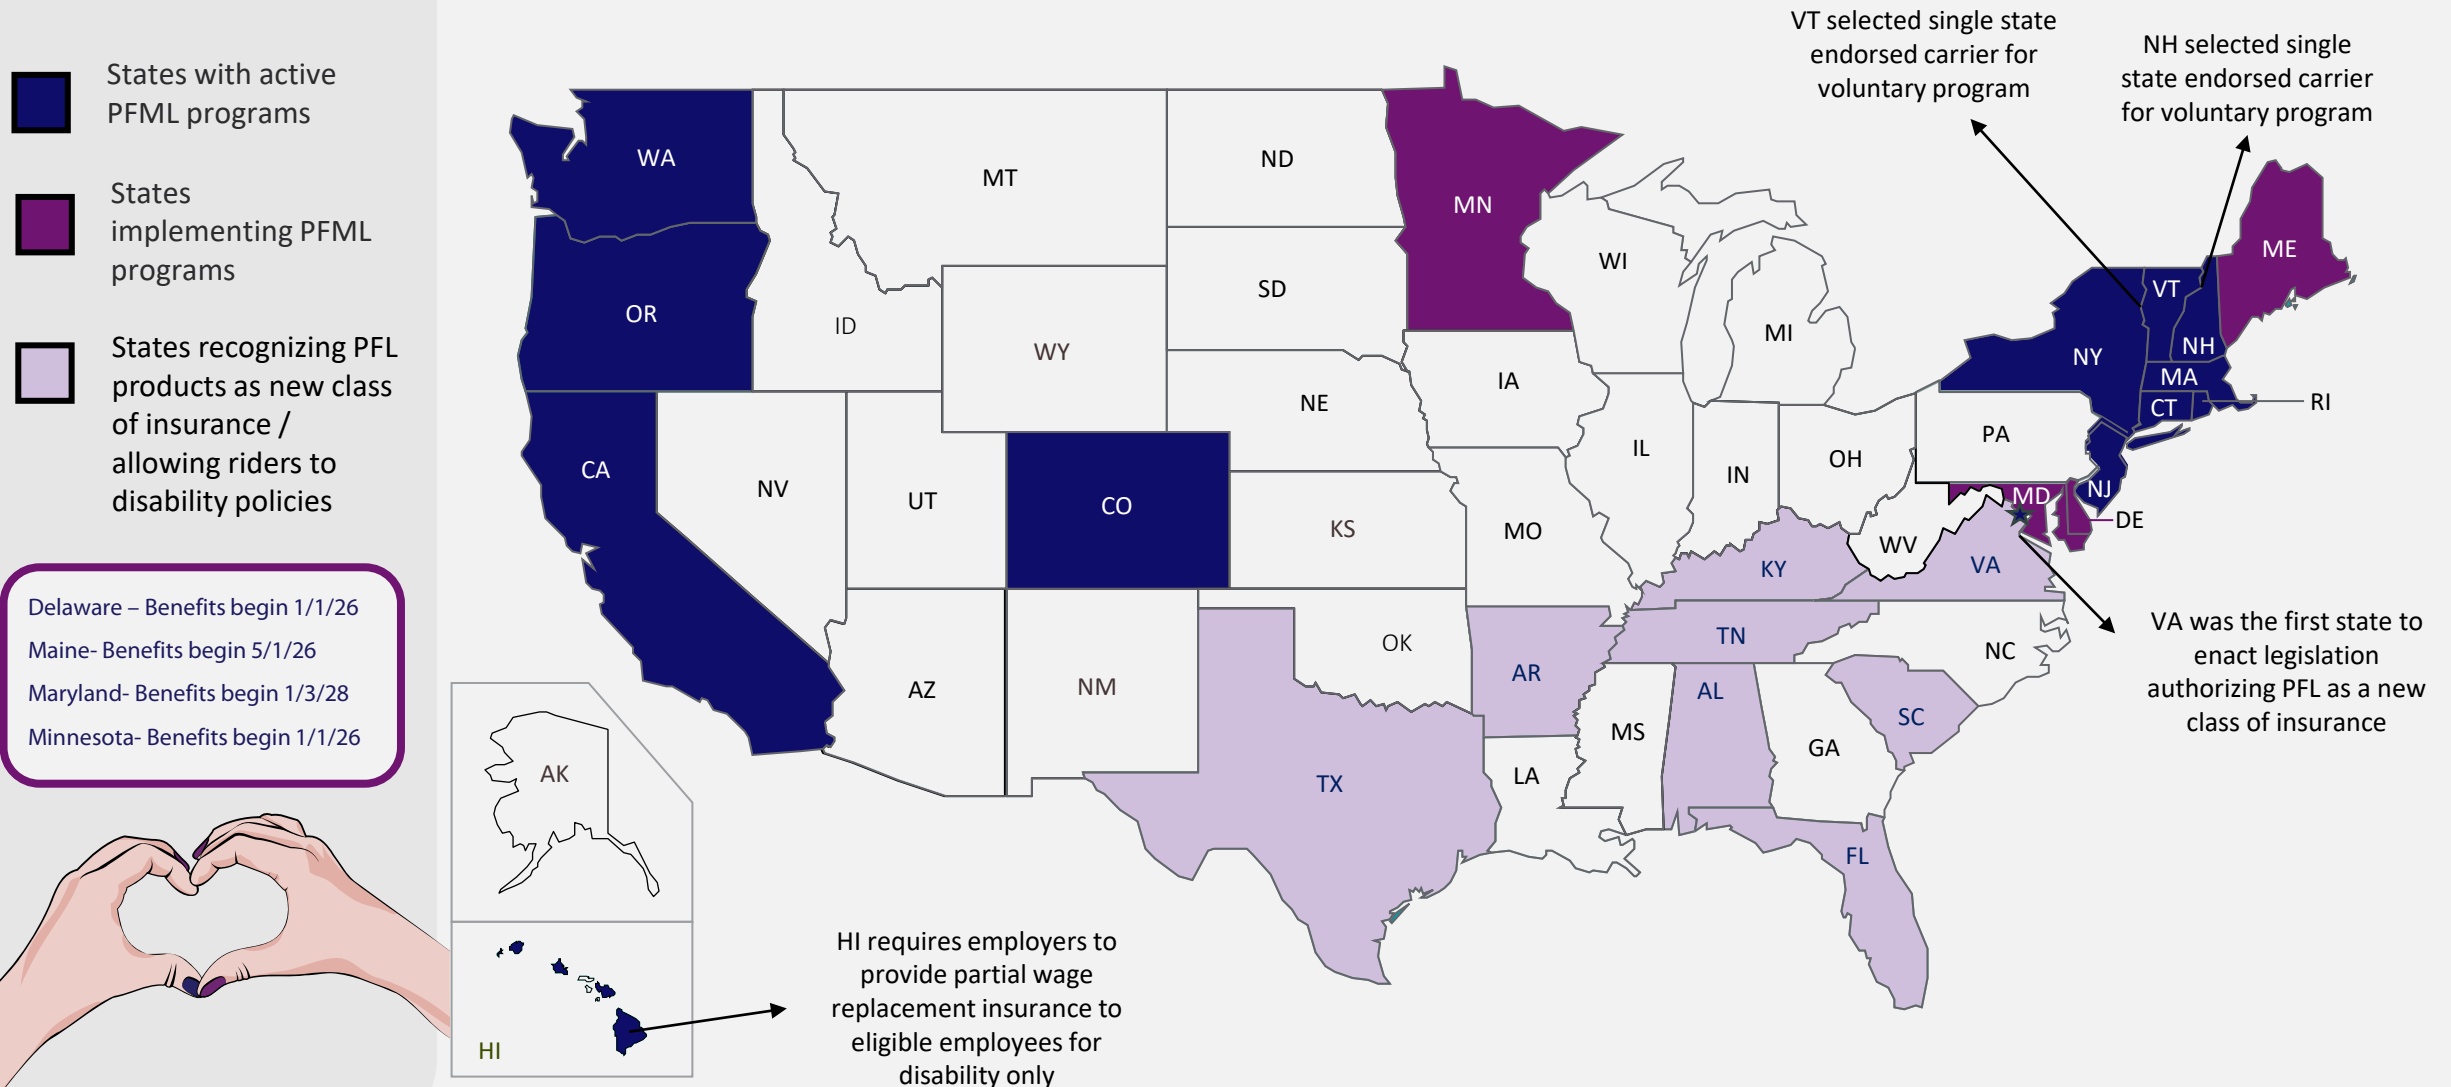 States with active
PFML programs
States
implementing PFML
programs
States recognizing PFL
products as new class
of insurance /
allowing riders to
disability policies
Delaware – Benefits begin 1/1/26
Maine- Benefits begin 5/1/26
Maryland- Benefits begin 1/3/28
Minnesota- Benefits begin 1/1/26
VT selected single state
endorsed carrier for
voluntary program
NH selected single
state endorsed carrier
for voluntary program
WA
MT
ND
MN
OR
ID
WY
SD
WI
MI
ME
VT
NH
NY
MA
CT
RI
CA
NV
UT
CO
NE
IA
IL
IN
OH
PA
NJ
MD
DE
KS
MO
KY
WV
VA
AZ
NM
OK
AR
TN
NC
TX
LA
MS
AL
GA
SC
FL
AK
HI
VA was the first state to
enact legislation
authorizing PFL as a new
class of insurance
HI requires employers to
provide partial wage
replacement insurance to
eligible employees for
disability only